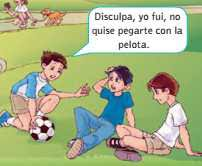 Disculpa, yo fui, no
quise pegarte con la
pelota.